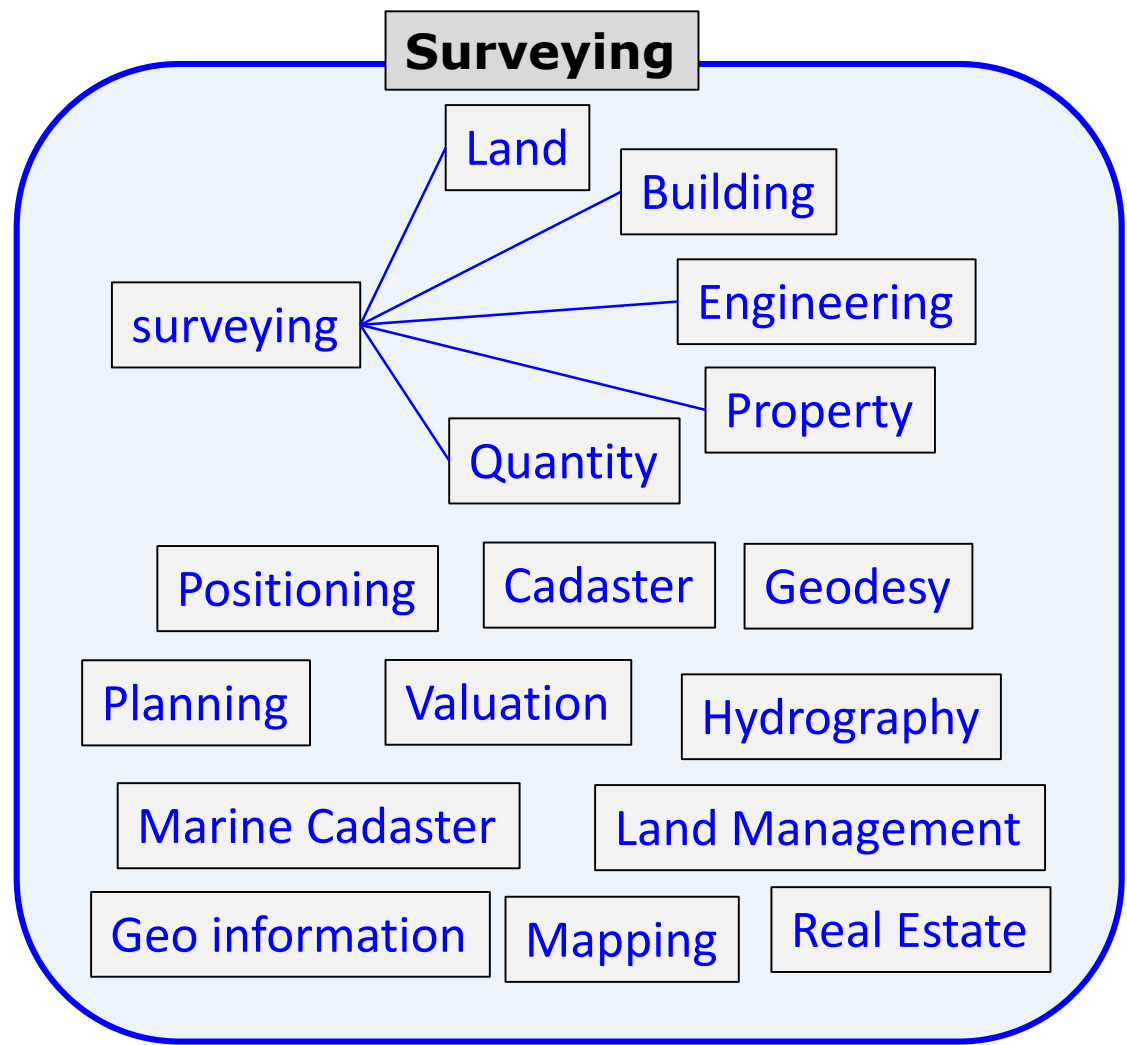 Surveying
Land
Building
Engineering
surveying
Property
Quantity
Positioning
Cadaster
Geodesy
Planning
Valuation
Hydrography
Marine Cadaster
Land Management
Geo information
Mapping
Real Estate